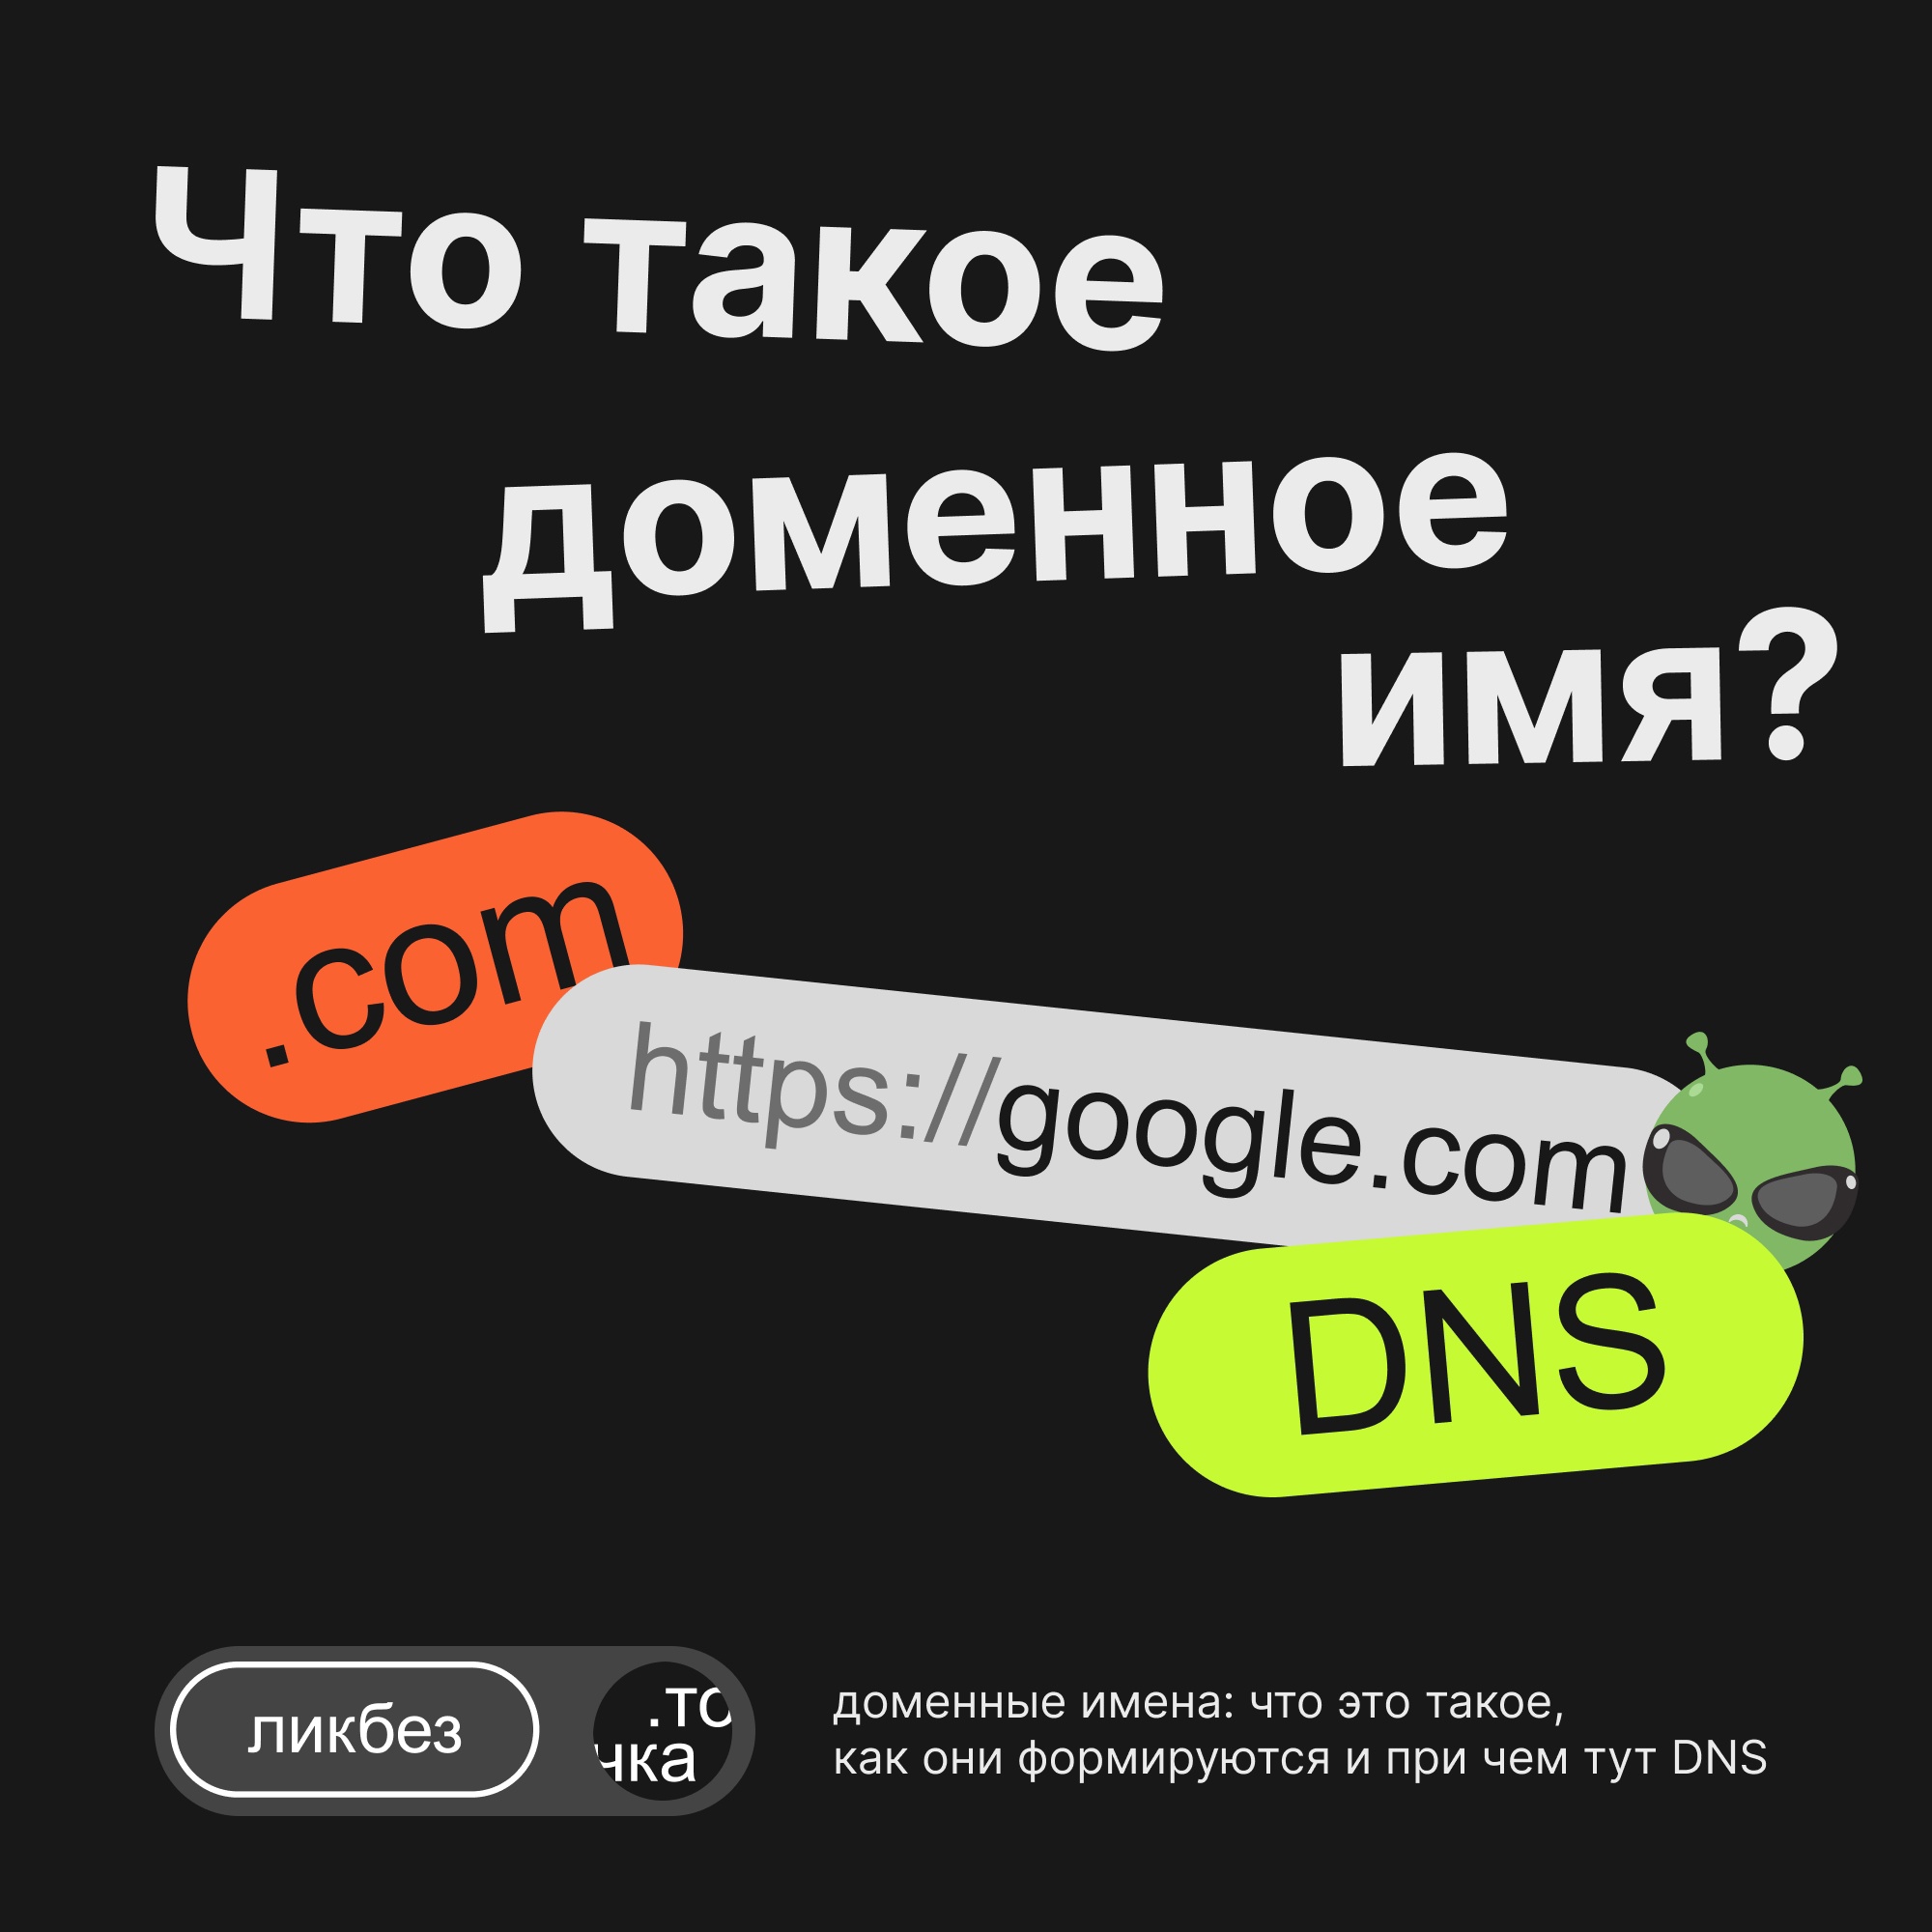 Что такое
доменное
имя?
.com
https://google.com
DNS
ликбез
.то
чка
доменные имена: что это такое,
как они формируются и при чем тут DNS